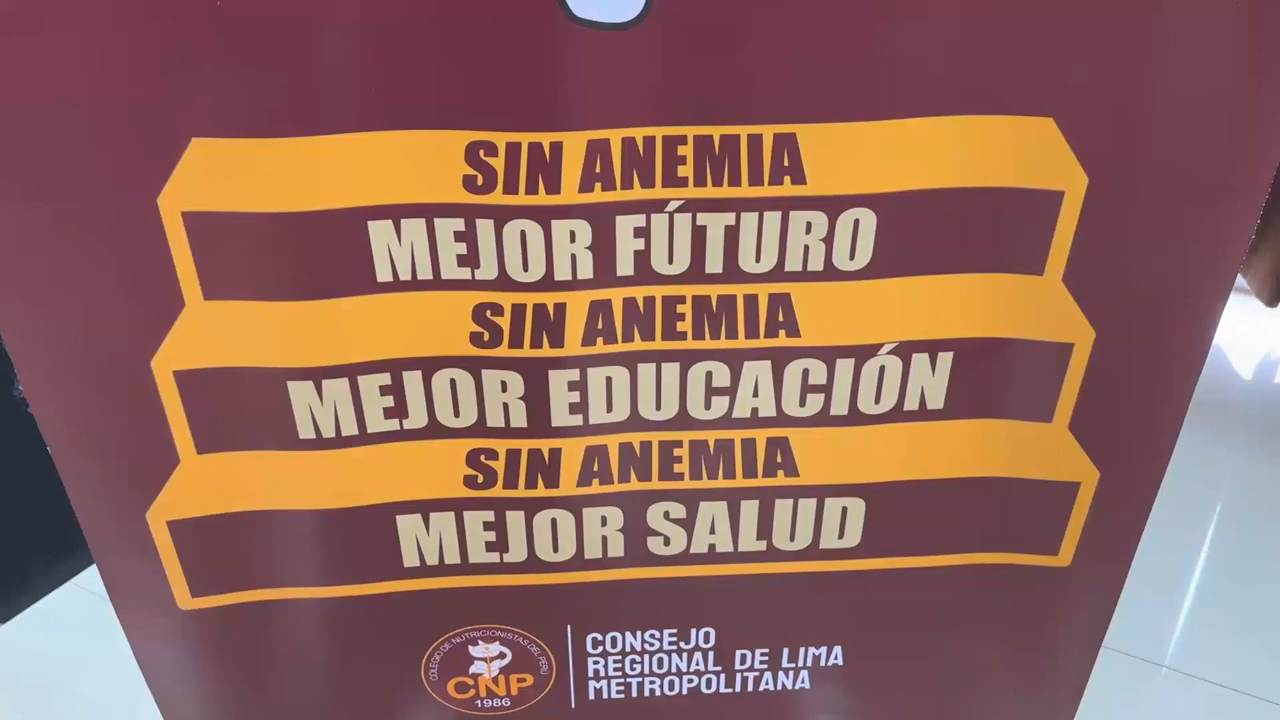 SIN ANEMIA
MEJOR FÚTURO
SIN ANEMIA
MEJOR EDUCACIÓN
SIN ANEMIA
MEJOR SALUD
COLEGIO DE NUTRICIONISTAS DEL PERU
CNP
1986
CONSEJO
REGIONAL DE LIMA
METROPOLITANA